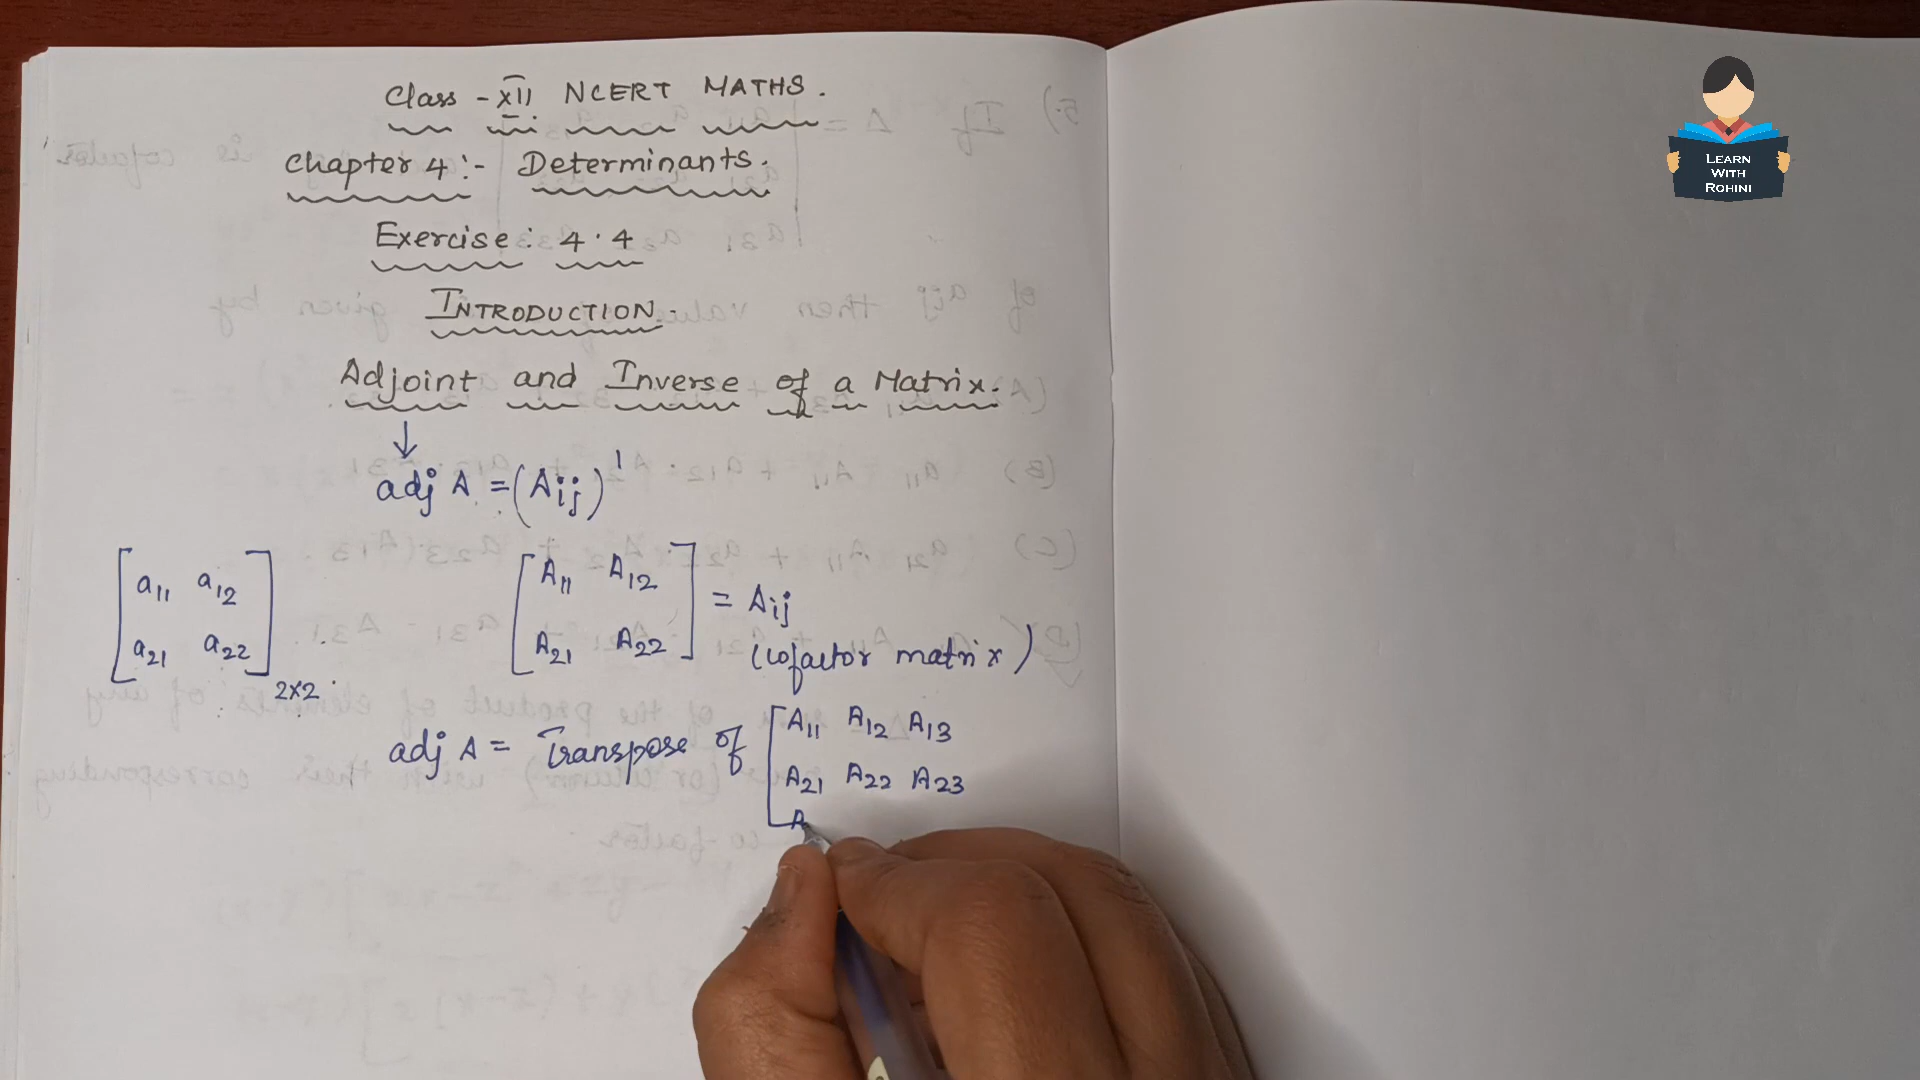 Class - XII NCERT MATHS.
Chapter 4 :- Determinants.
Exercise: 4.4
INTRODUCTION.
Adjoint and Inverse of a Matrix.
↓
adj A = (Aij)'
[a11 a12
a21 a22] 2x2
[A11 A12
A21 A22] = Aij
(cofactor matrix)
adj A = Transpose of [A11 A12 A13
A21 A22 A23
A
LEARN
WITH
ROHINI